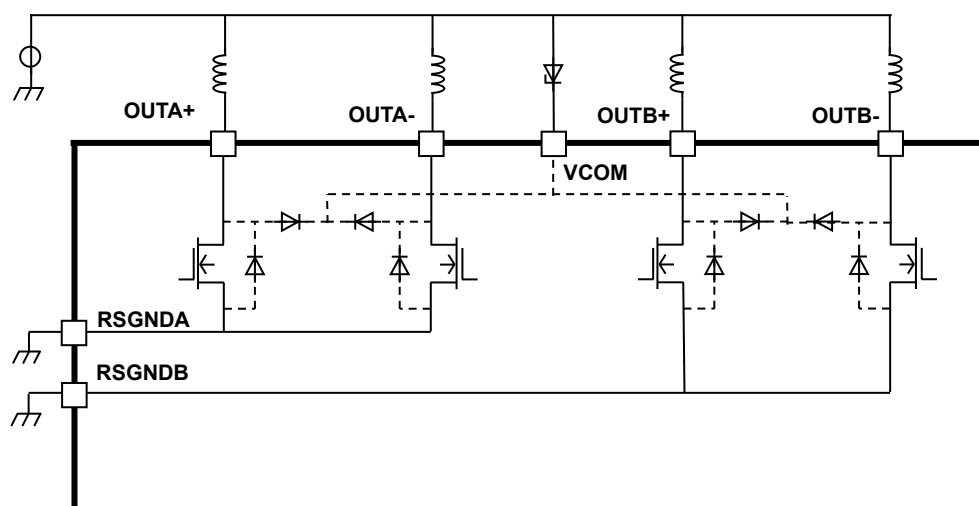 OUTA+
OUTA-
OUTB+
OUTB-
VCOM
RSGNDA
RSGNDB